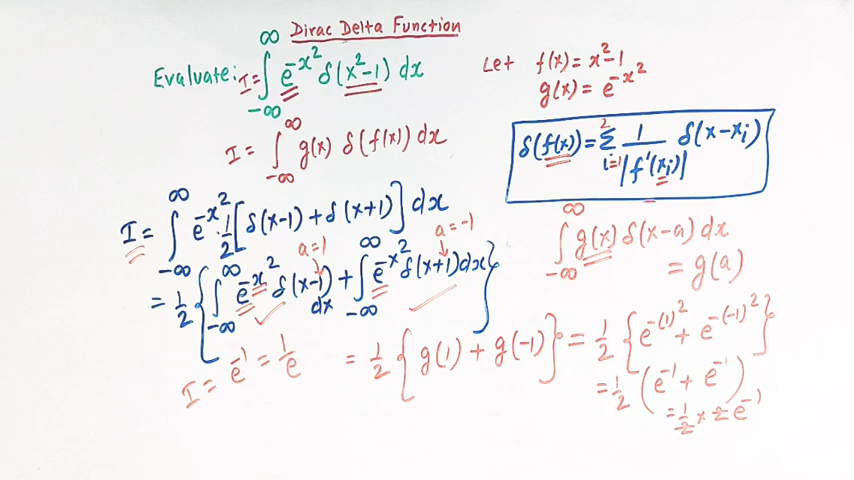 Dirac Delta Function
Evaluate: I = ∫_{-∞}^{∞} e^{-x²} δ(x²-1) dx
I = ∫_{-∞}^{∞} g(x) δ(f(x)) dx
I = ∫_{-∞}^{∞} e^{-x²} · 1/2 [δ(x-1) + δ(x+1)] dx
a=1 a=-1
= 1/2 { ∫_{-∞}^{∞} e^{-x²} δ(x-1) dx + ∫_{-∞}^{∞} e^{-x²} δ(x+1) dx }
Let f(x) = x²-1
g(x) = e^{-x²}
δ(f(x)) = Σ_{i=1}^{2} 1/|f'(x_i)| δ(x-x_i)
∫_{-∞}^{∞} g(x) δ(x-a) dx
= g(a)
= 1/2 { g(1) + g(-1) } = 1/2 { e^{-(1)²} + e^{-(-1)²} }
= 1/2 (e^{-1} + e^{-1})
= 1/2 × 2 e^{-1}
I = e^{-1} = 1/e